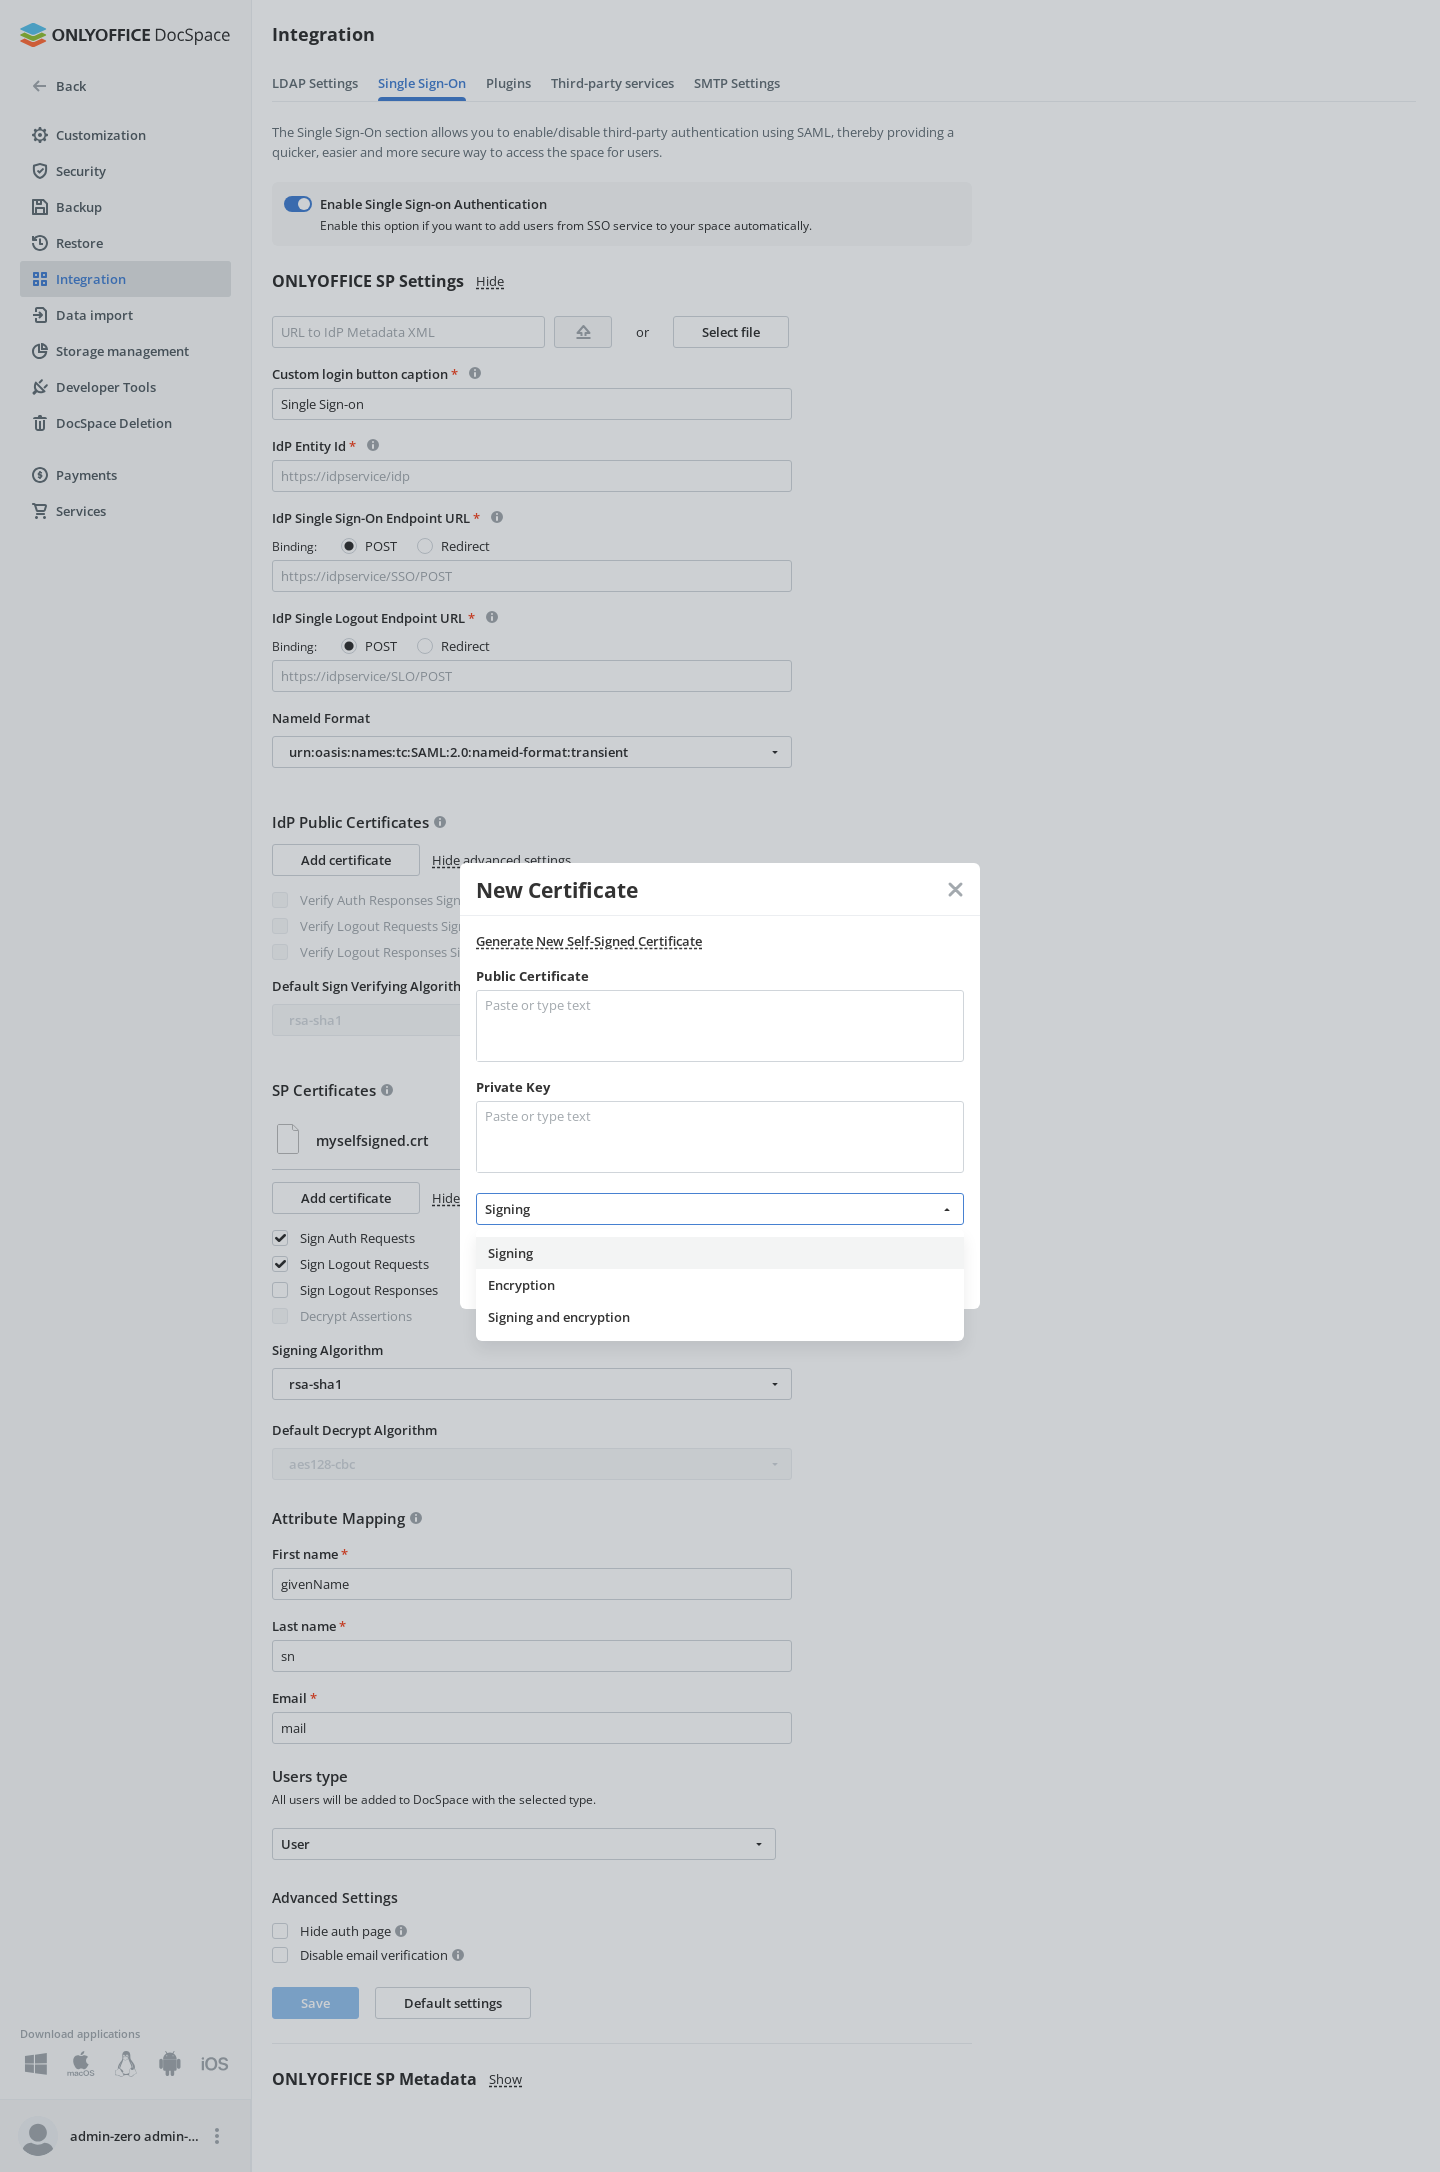 ONLYOFFICE DocSpace
Back
Customization
Security
Backup
Restore
Integration
Data import
Storage management
Developer Tools
DocSpace Deletion
Payments
Services
Download applications
macOS
iOS
admin-zero admin-...
Integration
LDAP Settings
Single Sign-On
Plugins
Third-party services
SMTP Settings
The Single Sign-On section allows you to enable/disable third-party authentication using SAML, thereby providing a
quicker, easier and more secure way to access the space for users.
Enable Single Sign-on Authentication
Enable this option if you want to add users from SSO service to your space automatically.
ONLYOFFICE SP Settings Hide
URL to IdP Metadata XML
or
Select file
Custom login button caption *
Single Sign-on
IdP Entity Id *
https://idpservice/idp
IdP Single Sign-On Endpoint URL *
Binding: POST Redirect
https://idpservice/SSO/POST
IdP Single Logout Endpoint URL *
Binding: POST Redirect
https://idpservice/SLO/POST
NameId Format
urn:oasis:names:tc:SAML:2.0:nameid-format:transient
IdP Public Certificates
Add certificate Hide advanced settings
Verify Auth Responses Sign
Verify Logout Requests Sign
Verify Logout Responses Si
Default Sign Verifying Algorith
rsa-sha1
SP Certificates
myselfsigned.crt
Add certificate Hide
Sign Auth Requests
Sign Logout Requests
Sign Logout Responses
Decrypt Assertions
Signing Algorithm
rsa-sha1
Default Decrypt Algorithm
aes128-cbc
Attribute Mapping
First name *
givenName
Last name *
sn
Email *
mail
Users type
All users will be added to DocSpace with the selected type.
User
Advanced Settings
Hide auth page
Disable email verification
Save
Default settings
ONLYOFFICE SP Metadata Show
New Certificate
Generate New Self-Signed Certificate
Public Certificate
Paste or type text
Private Key
Paste or type text
Signing
Signing
Encryption
Signing and encryption